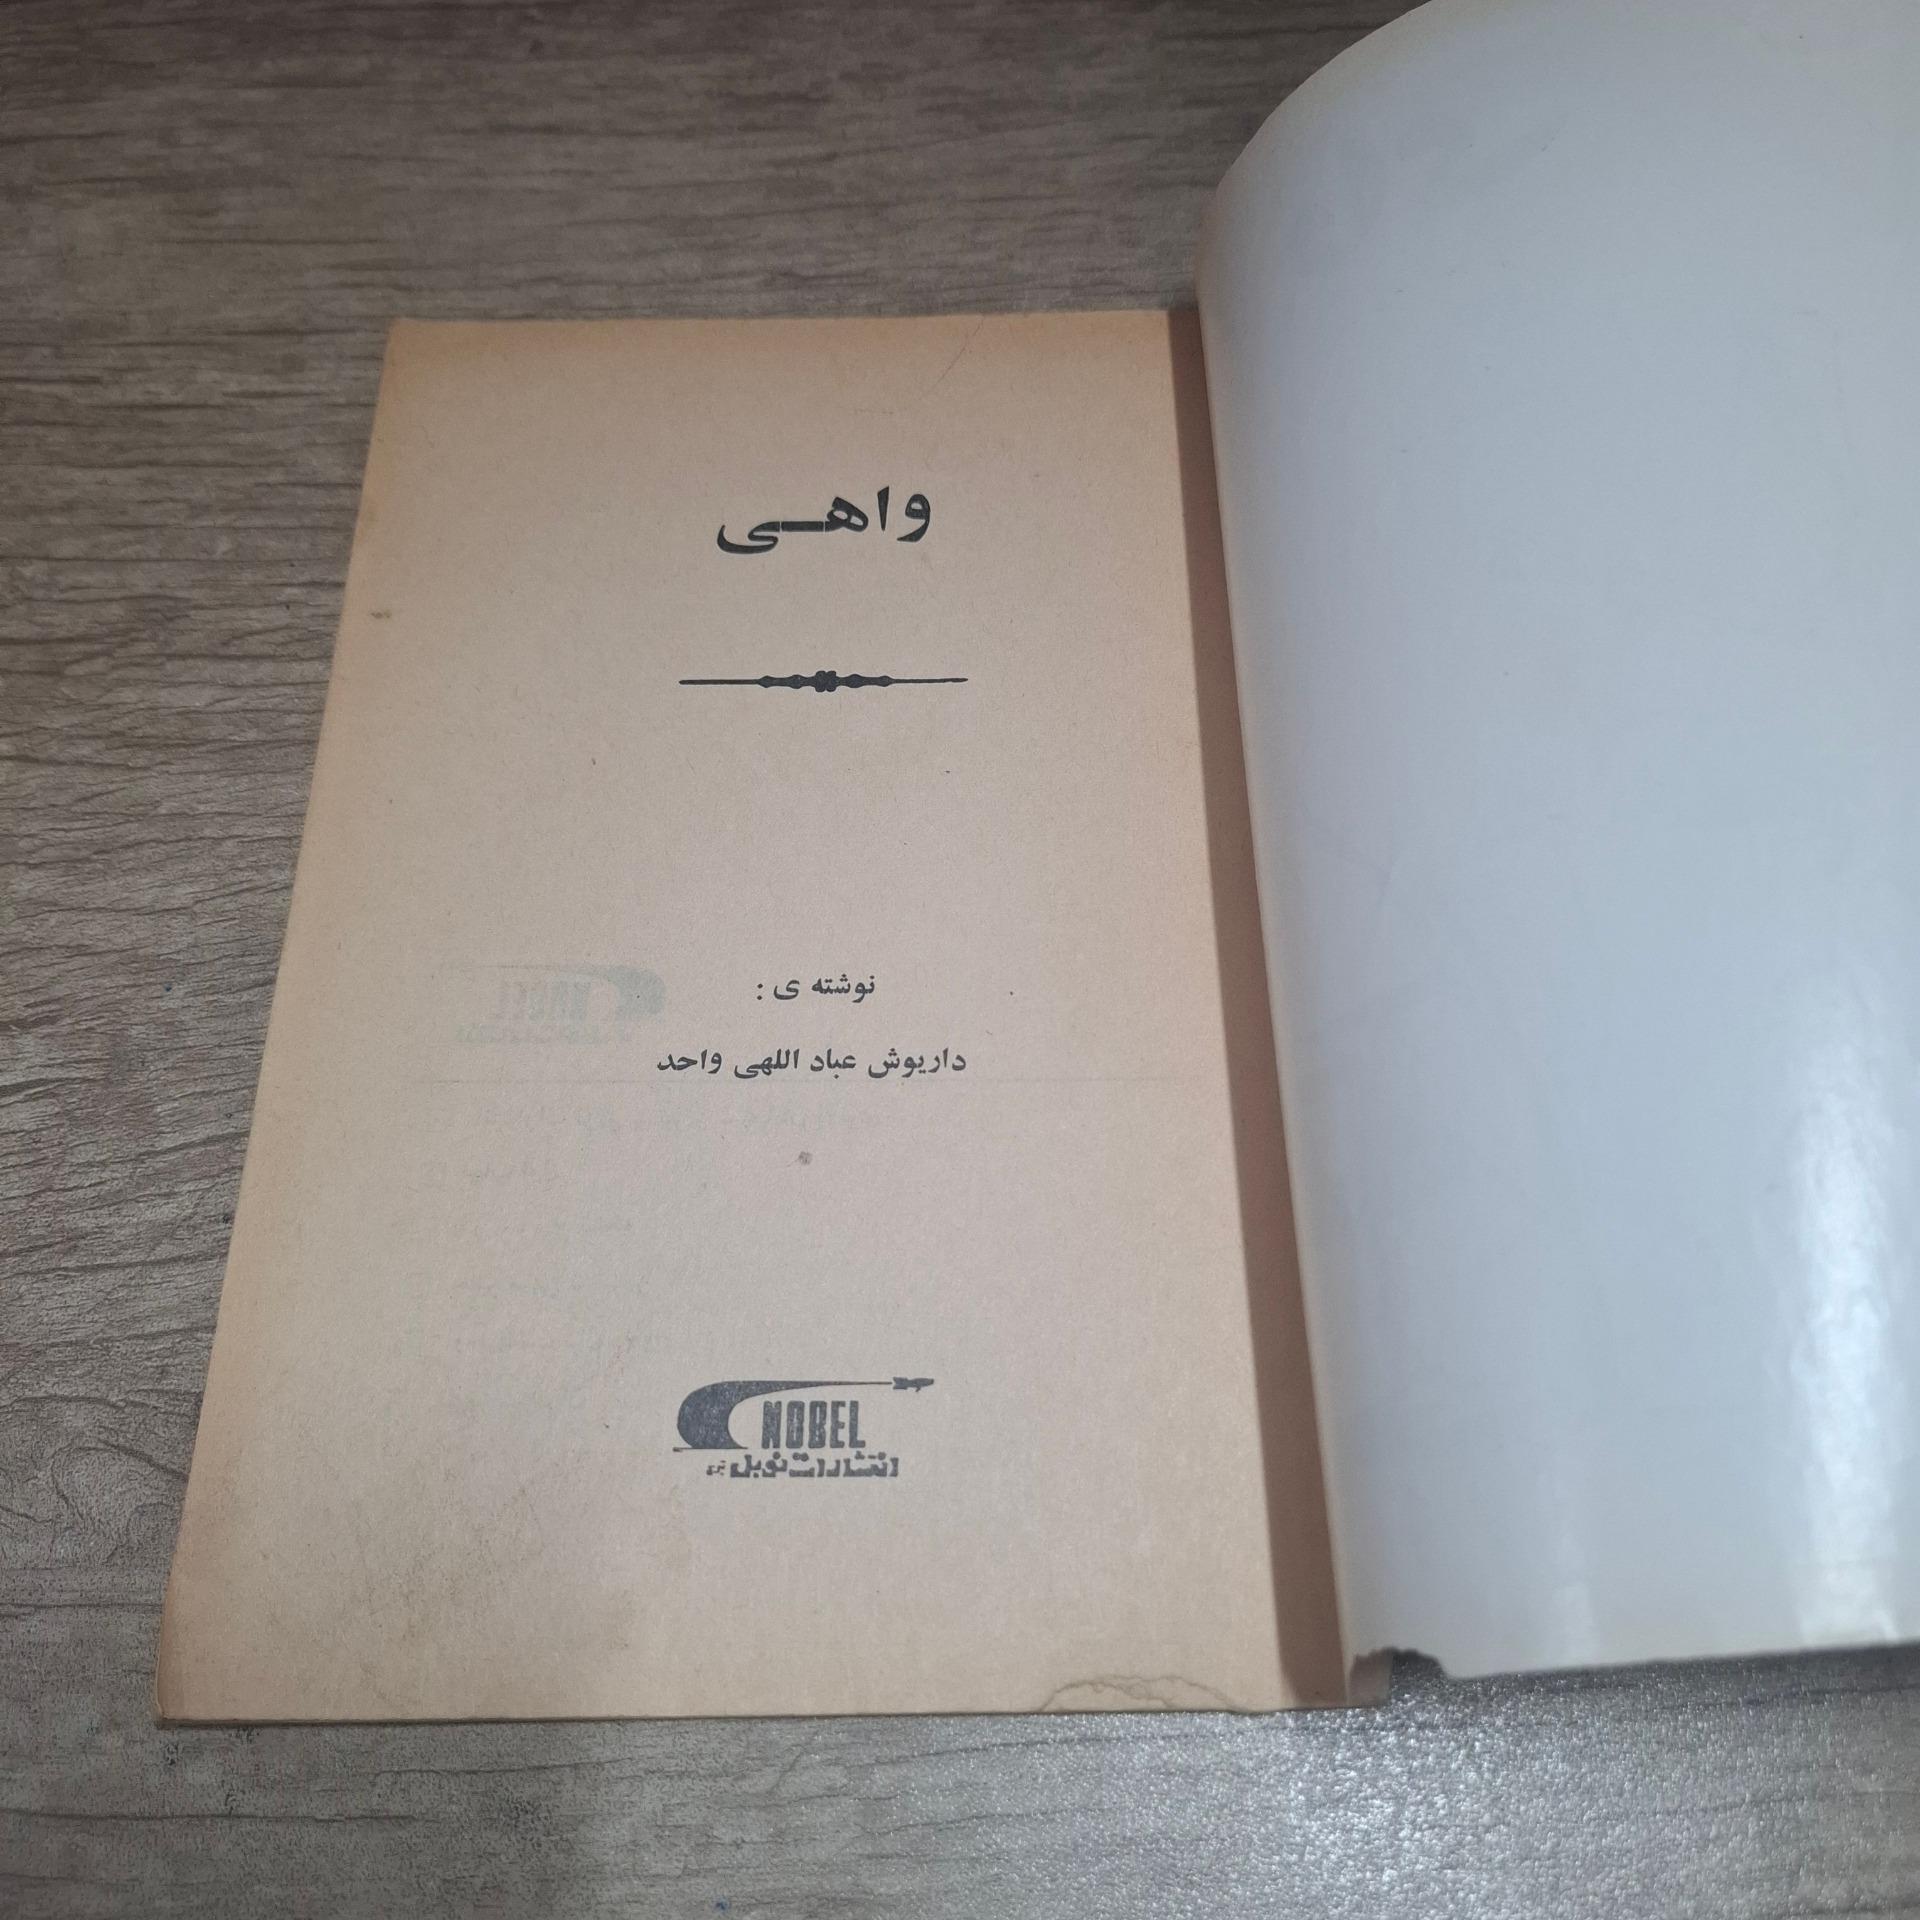 واهی
نوشته ی :
داریوش عباد اللهی واحد
NOBEL
انتشارات نوبل